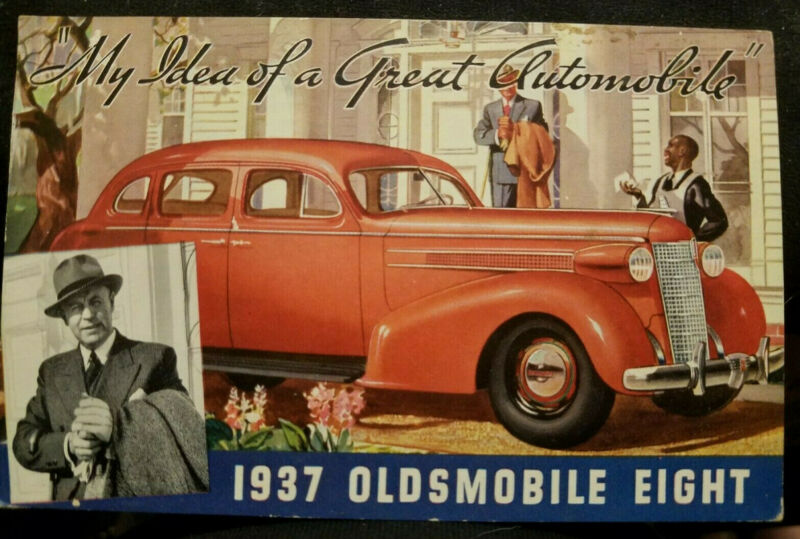 "My Idea of a Great Automobile"
1937 OLDSMOBILE EIGHT